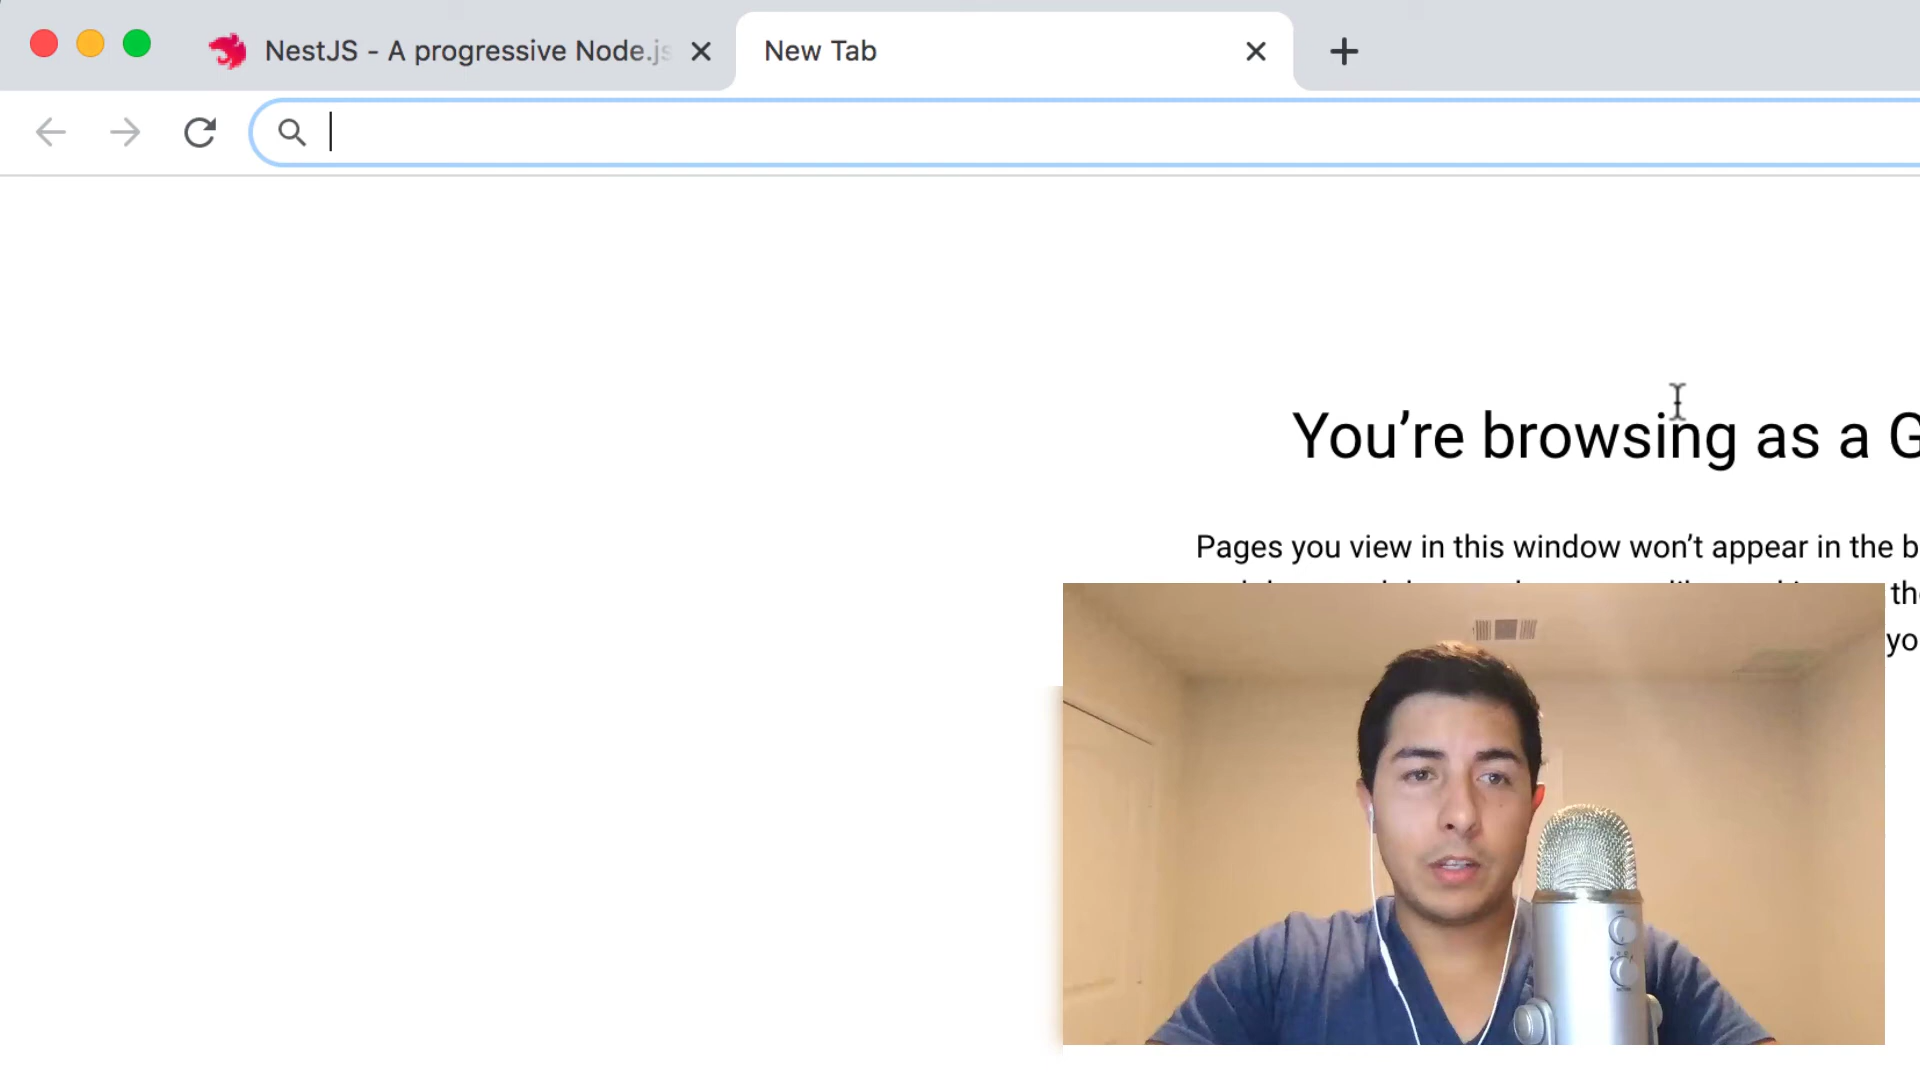 NestJS - A progressive Node.js
New Tab
You're browsing as a G
Pages you view in this window won't appear in the b
th
yo